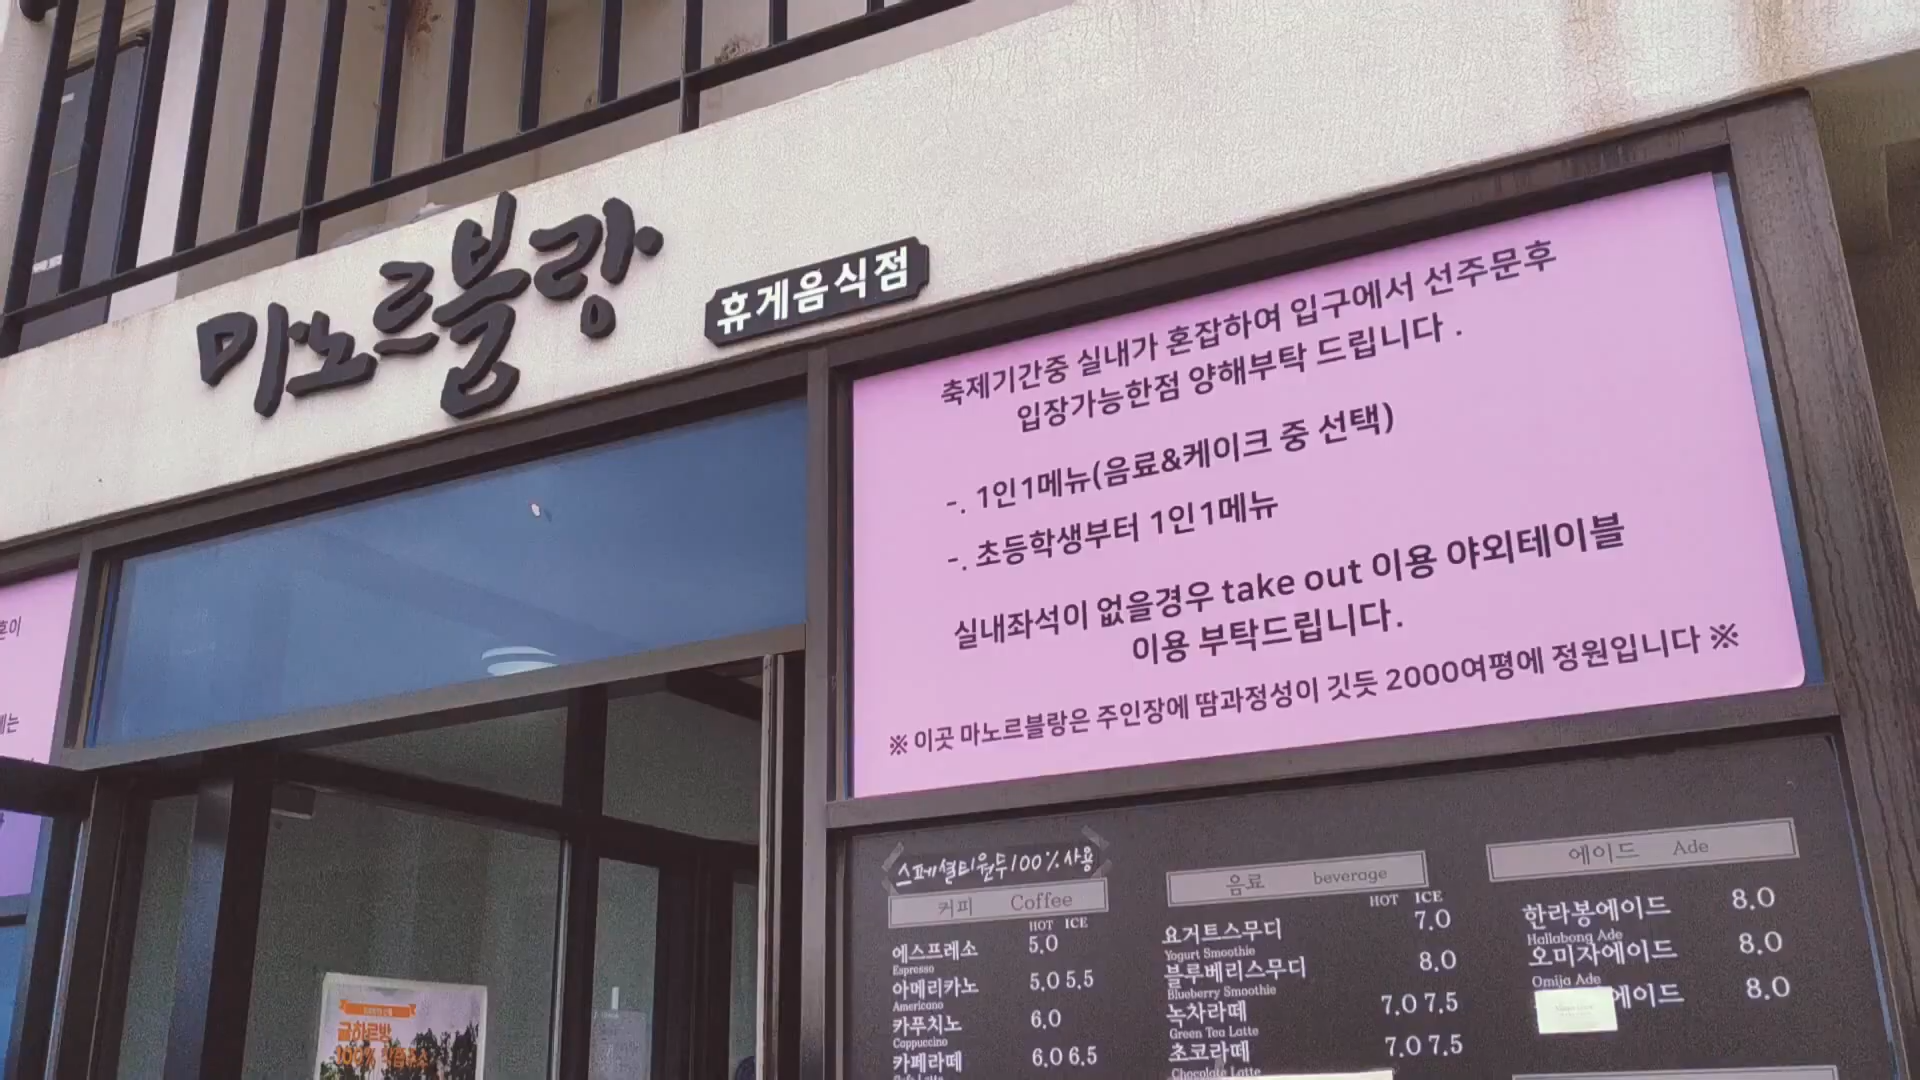 마노르블랑
휴게음식점
축제기간중 실내가 혼잡하여 입구에서 선주문후
입장가능한점 양해부탁 드립니다 .
-. 1인1메뉴(음료&케이크 중 선택)
-. 초등학생부터 1인1메뉴
실내좌석이 없을경우 take out 이용 야외테이블
이용 부탁드립니다.
※ 이곳 마노르블랑은 주인장에 땀과정성이 깃듯 2000여평에 정원입니다 ※
스페셜티원두100%사용
커피 Coffee
HOT ICE
에스프레소 5.0
Espresso
아메리카노 5.0 5.5
Americano
카푸치노 6.0
Cappuccino
카페라떼 6.0 6.5
음료 beverage
HOT ICE
요거트스무디 7.0
Yogurt Smoothie
블루베리스무디 8.0
Blueberry Smoothie
녹차라떼 7.0 7.5
Green Tea Latte
초코라떼 7.0 7.5
Chocolate Latte
에이드 Ade
한라봉에이드 8.0
Hallabong Ade
오미자에이드 8.0
Omija Ade
에이드 8.0
100%